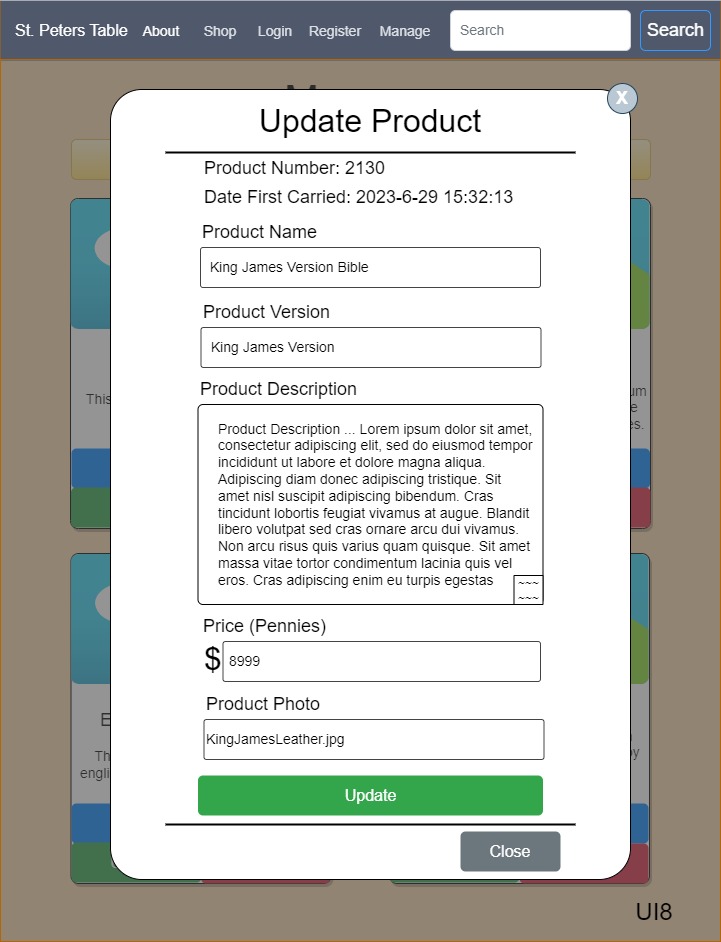 St. Peters Table About Shop Login Register Manage Search Search
X
Update Product
Product Number: 2130
Date First Carried: 2023-6-29 15:32:13
Product Name
King James Version Bible
Product Version
King James Version
Product Description
Product Description ... Lorem ipsum dolor sit amet,
consectetur adipiscing elit, sed do eiusmod tempor
incididunt ut labore et dolore magna aliqua.
Adipiscing diam donec adipiscing tristique. Sit
amet nisl suscipit adipiscing bibendum. Cras
tincidunt lobortis feugiat vivamus at augue. Blandit
libero volutpat sed cras ornare arcu dui vivamus.
Non arcu risus quis varius quam quisque. Sit amet
massa vitae tortor condimentum lacinia quis vel
eros. Cras adipiscing enim eu turpis egestas
~~~
~~~
Price (Pennies)
$ 8999
Product Photo
KingJamesLeather.jpg
Update
Close
This
UI8